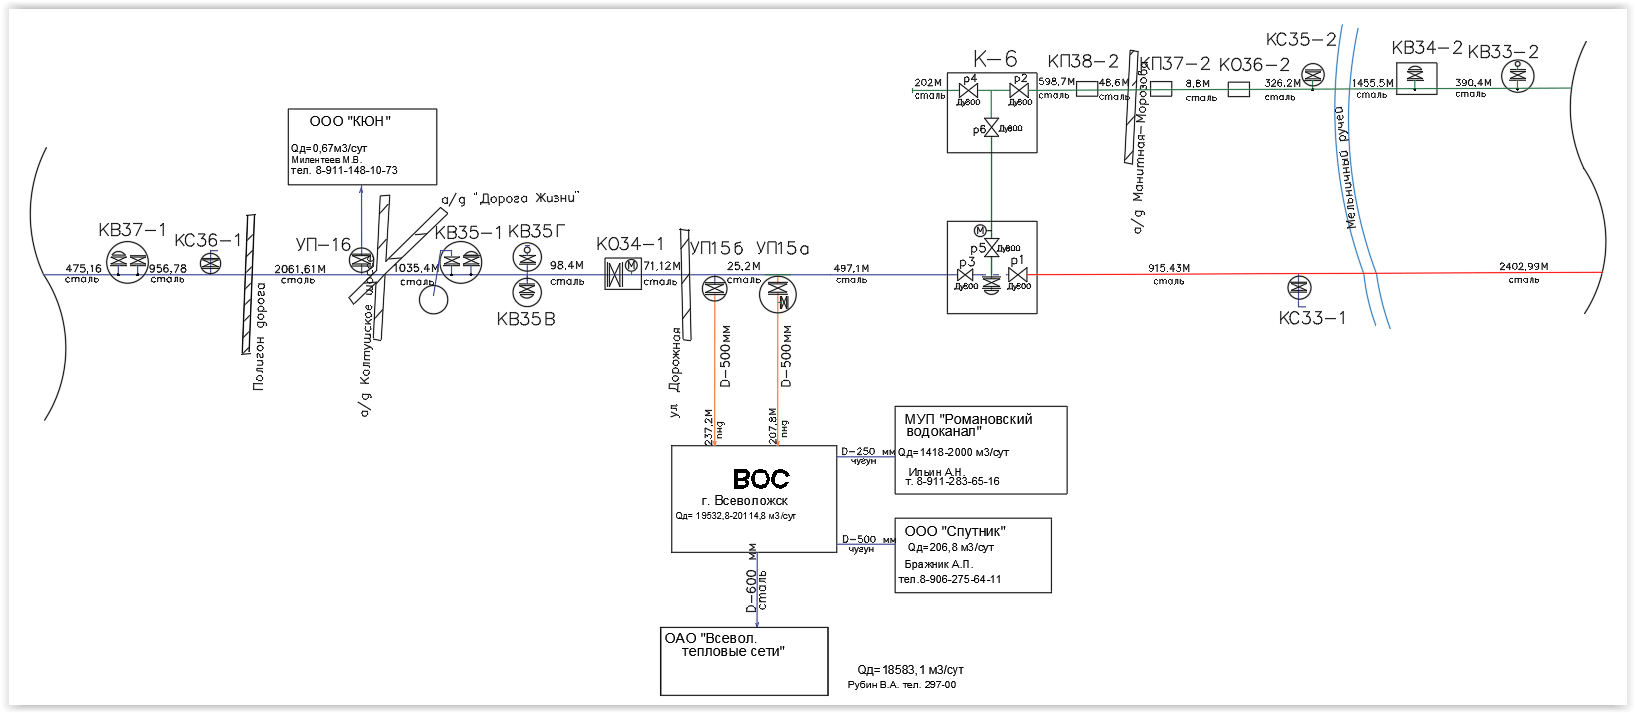 К-6
р4
Ду800
р2
Ду800
р6
Ду800
202М
сталь
598,7М
сталь
КП38-2
48,6М
сталь
КП37-2
8,8М
сталь
КО36-2
326,2М
сталь
КС35-2
1455,5М
сталь
КВ34-2
390,4М
сталь
КВ33-2
а/д Манитная-Морозовы
Мельничный ручей
ООО "КЮН"
Qд=0,67м3/сут
Милентеев М.В.
тел. 8-911-148-10-73
475,16
сталь
КВ37-1
956,78
сталь
КС36-1
Полигон дорога
2061,61М
сталь
УП-16
а/д Колтушское
а/д "Дорога Жизни"
1035,4М
сталь
КВ35-1
КВ35Г
КВ35В
98,4М
сталь
КО34-1
М
71,12М
сталь
ул Дорожная
УП15б
25,2М
сталь
УП15а
497,1М
сталь
М
р5
Ду800
р3
Ду800
р1
Ду800
915.43М
сталь
КС33-1
2402,99М
сталь
D-500мм
237,2М
пнд
D-500мм
207,8М
пнд
ВОС
г. Всеволожск
Qд= 19532,8-20114,8 м3/сут
D-250 мм
чугун
МУП "Романовский
водоканал"
Qд=1418-2000 м3/сут
Ильин А.Н.
т. 8-911-283-65-16
D-500 мм
чугун
ООО "Спутник"
Qд=206,8 м3/сут
Бражник А.П.
тел.8-906-275-64-11
D-600 мм
сталь
ОАО "Всевол.
тепловые сети"
Qд=18583,1 м3/сут
Рубин В.А. тел. 297-00